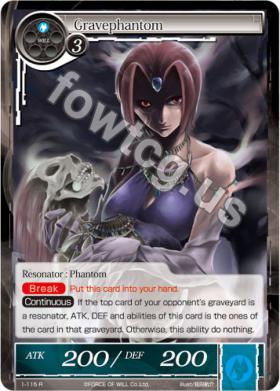 Gravephantom
WILL
3
fowtcg.us
Resonator : Phantom
Break Put this card into your hand.
Continuous If the top card of your opponent's graveyard is
a resonator, ATK, DEF and abilities of this card is the ones of
the card in that graveyard. Otherwise, this ability do nothing.
1-116 R
©FORCE OF WILL Co.,Ltd.
ATK 200/ DEF 200